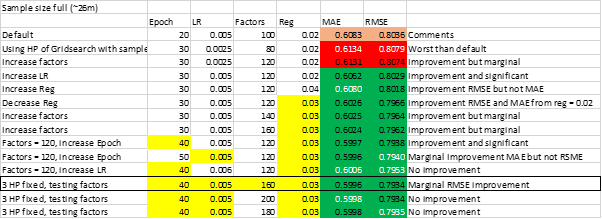 Sample size full (~26m)
Epoch LR Factors Reg MAE RMSE
Default 20 0.005 100 0.02 0.6083 0.8036 Comments
Using HP of Gridsearch with sample 30 0.0025 80 0.02 0.6134 0.8079 Worst than default
Increase factors 30 0.0025 120 0.02 0.6131 0.8074 Improvement but marginal
Increase LR 30 0.005 120 0.02 0.6062 0.8029 Improvement and significant
Increase Reg 30 0.005 120 0.04 0.6080 0.8018 Improvement RMSE but not MAE
Decrease Reg 30 0.005 120 0.03 0.6026 0.7966 Improvement RMSE and MAE from reg = 0.02
Increase factors 30 0.005 140 0.03 0.6025 0.7964 Improvement but marginal
Increase factors 30 0.005 160 0.03 0.6024 0.7962 Improvement but marginal
Factors = 120, Increase Epoch 40 0.005 120 0.03 0.5997 0.7938 Improvement and significant
Factors = 120, Increase Epoch 50 0.005 120 0.03 0.5996 0.7940 Marginal Improvement MAE but not RSME
Factors = 120, Increase LR 40 0.006 120 0.03 0.6006 0.7953 No Improvement
3 HP fixed, testing factors 40 0.005 160 0.03 0.5996 0.7934 Marginal RMSE Improvement
3 HP fixed, testing factors 40 0.005 200 0.03 0.5998 0.7934 No Improvement
3 HP fixed, testing factors 40 0.005 180 0.03 0.5998 0.7935 No Improvement